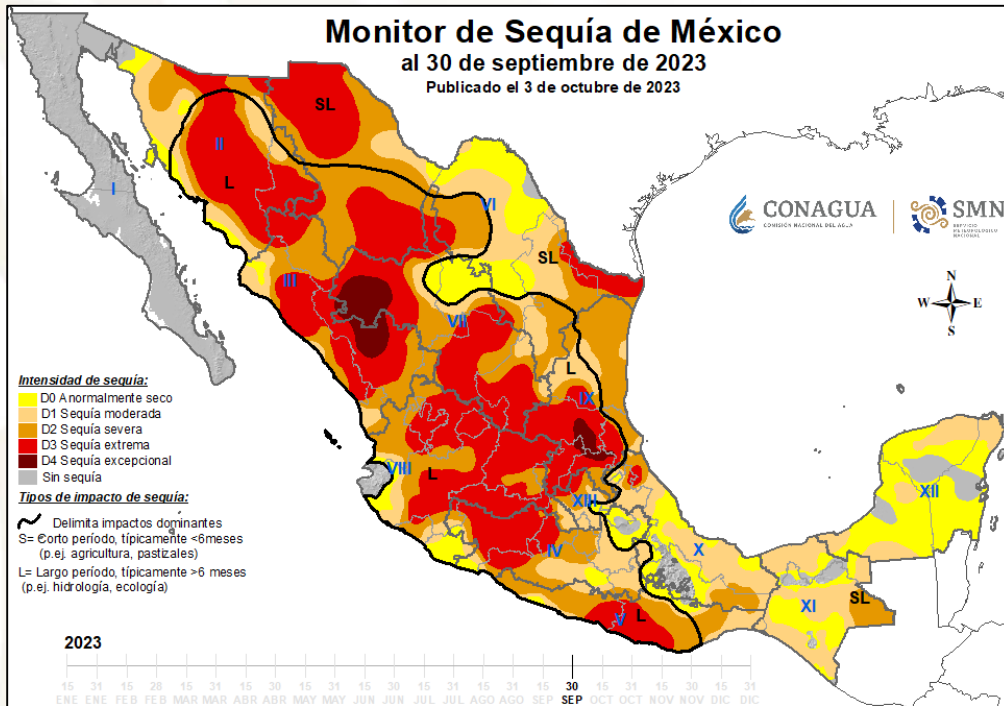 Monitor de Sequía de México
al 30 de septiembre de 2023
Publicado el 3 de octubre de 2023
SL
II
I
L
VI
CONAGUA
COMISIÓN NACIONAL DEL AGUA
SMN
SERVICIO
METEOROLÓGICO
NACIONAL
SL
III
N
W E
S
VII
L
IX
VIII
L
XIII
IV
X
XII
XI
SL
V
L
Intensidad de sequía:
D0 Anormalmente seco
D1 Sequía moderada
D2 Sequía severa
D3 Sequía extrema
D4 Sequía excepcional
Sin sequía
Tipos de impacto de sequía:
Delimita impactos dominantes
S= Corto período, típicamente <6meses
(p.ej. agricultura, pastizales)
L= Largo período, típicamente >6 meses
(p.ej. hidrología, ecología)
2023
15 31 15 28 15 31 15 30 15 31 15 30 15 31 15 31 15 30 15 31 15 30 15 31
ENE ENE FEB FEB MAR MAR ABR ABR MAY MAY JUN JUN JUL JUL AGO AGO SEP SEP OCT OCT NOV NOV DIC DIC